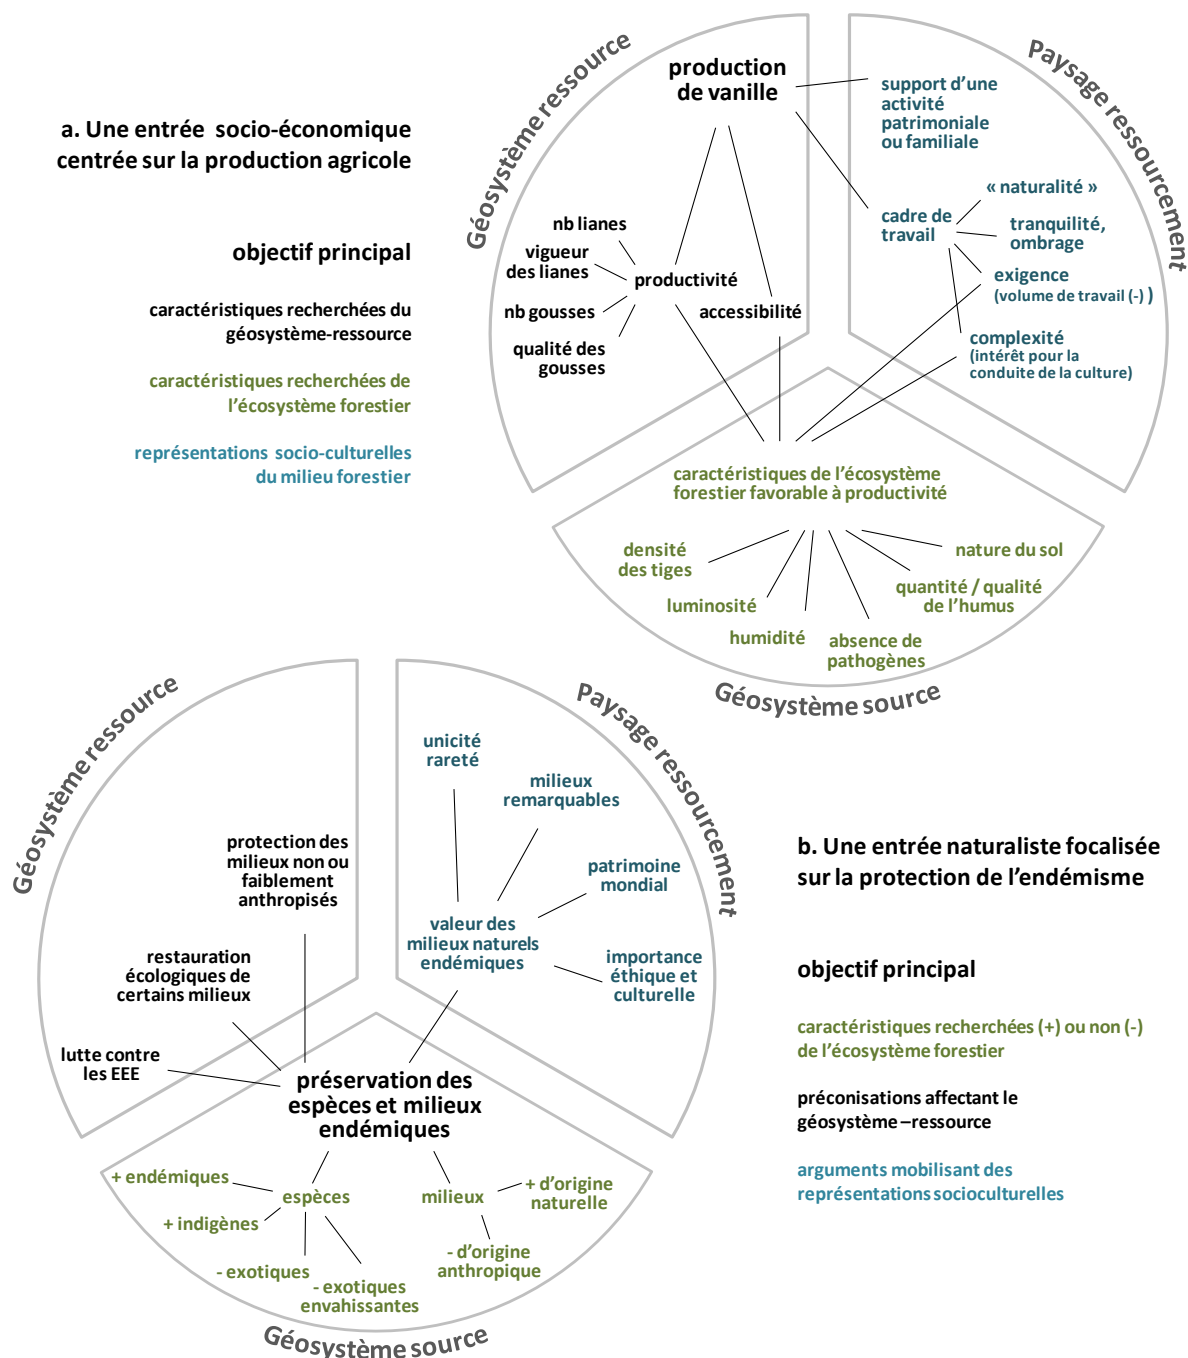 a. Une entrée socio-économique
centrée sur la production agricole
objectif principal
caractéristiques recherchées du
géosystème-ressource
caractéristiques recherchées de
l'écosystème forestier
représentations socio-culturelles
du milieu forestier
Géosystème ressource
production
de vanille
nb lianes
vigueur
des lianes
productivité
nb gousses
accessibilité
qualité des
gousses
Paysage ressourcement
support d'une
activité
patrimoniale
ou familiale
« naturalité »
cadre de
travail
tranquilité,
ombrage
exigence
(volume de travail (-) )
complexité
(intérêt pour la
conduite de la culture)
caractéristiques de l'écosystème
forestier favorable à productivité
densité
des tiges
nature du sol
luminosité
quantité / qualité
de l'humus
humidité
absence de
pathogènes
Géosystème source
Géosystème ressource
protection des
milieux non ou
faiblement
anthropisés
restauration
écologiques de
certains milieux
lutte contre
les EEE
Paysage ressourcement
unicité
rareté
milieux
remarquables
patrimoine
mondial
valeur des
milieux naturels
endémiques
importance
éthique et
culturelle
préservation des
espèces et milieux
endémiques
+ endémiques
espèces
milieux
+ d'origine
naturelle
+ indigènes
- exotiques
- d'origine
anthropique
- exotiques
envahissantes
Géosystème source
b. Une entrée naturaliste focalisée
sur la protection de l'endémisme
objectif principal
caractéristiques recherchées (+) ou non (-)
de l'écosystème forestier
préconisations affectant le
géosystème –ressource
arguments mobilisant des
représentations socioculturelles